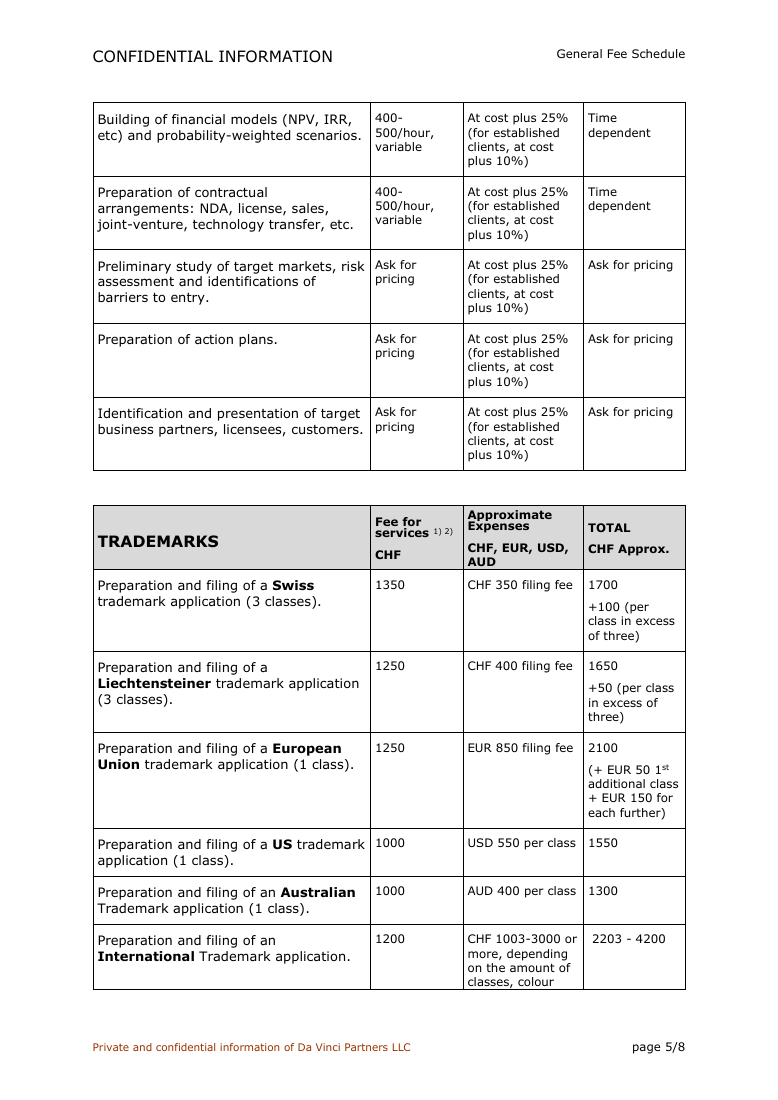 CONFIDENTIAL INFORMATION
General Fee Schedule
Building of financial models (NPV, IRR,
etc) and probability-weighted scenarios.
400-
500/hour,
variable
At cost plus 25%
(for established
clients, at cost
plus 10%)
Time
dependent
Preparation of contractual
arrangements: NDA, license, sales,
joint-venture, technology transfer, etc.
400-
500/hour,
variable
At cost plus 25%
(for established
clients, at cost
plus 10%)
Time
dependent
Preliminary study of target markets, risk
assessment and identifications of
barriers to entry.
Ask for
pricing
At cost plus 25%
(for established
clients, at cost
plus 10%)
Ask for pricing
Preparation of action plans.
Ask for
pricing
At cost plus 25%
(for established
clients, at cost
plus 10%)
Ask for pricing
Identification and presentation of target
business partners, licensees, customers.
Ask for
pricing
At cost plus 25%
(for established
clients, at cost
plus 10%)
Ask for pricing
TRADEMARKS
Fee for
services 1) 2)
CHF
Approximate
Expenses
CHF, EUR, USD,
AUD
TOTAL
CHF Approx.
Preparation and filing of a Swiss
trademark application (3 classes).
1350
CHF 350 filing fee
1700
+100 (per
class in excess
of three)
Preparation and filing of a
Liechtensteiner trademark application
(3 classes).
1250
CHF 400 filing fee
1650
+50 (per class
in excess of
three)
Preparation and filing of a European
Union trademark application (1 class).
1250
EUR 850 filing fee
2100
(+ EUR 50 1st
additional class
+ EUR 150 for
each further)
Preparation and filing of a US trademark
application (1 class).
1000
USD 550 per class
1550
Preparation and filing of an Australian
Trademark application (1 class).
1000
AUD 400 per class
1300
Preparation and filing of an
International Trademark application.
1200
CHF 1003-3000 or
more, depending
on the amount of
classes, colour
2203 - 4200
Private and confidential information of Da Vinci Partners LLC
page 5/8